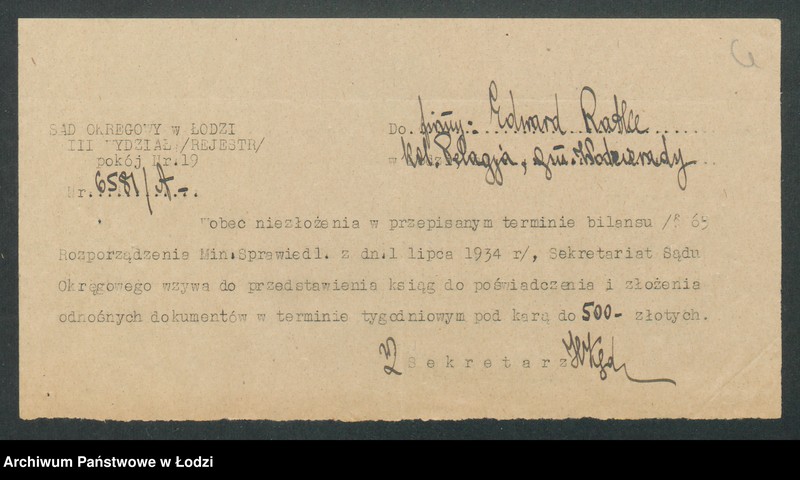 SĄD OKRĘGOWY w ŁODZI
III WYDZIAŁ /REJESTR/
pokój Nr.19
Nr. 6581/A-
Do firmy: Edward Ratke
w Kol. Pelagja, gm. Wodzierady
Wobec niezłożenia w przepisanym terminie bilansu /§ 65
Rozporządzenia Min.Sprawiedl. z dn.1 lipca 1934 r/, Sekretariat Sądu
Okręgowego wzywa do przedstawienia ksiąg do poświadczenia i złożenia
odnośnych dokumentów w terminie tygodniowym pod karą do 500- złotych.
Sekretarz
Archiwum Państwowe w Łodzi